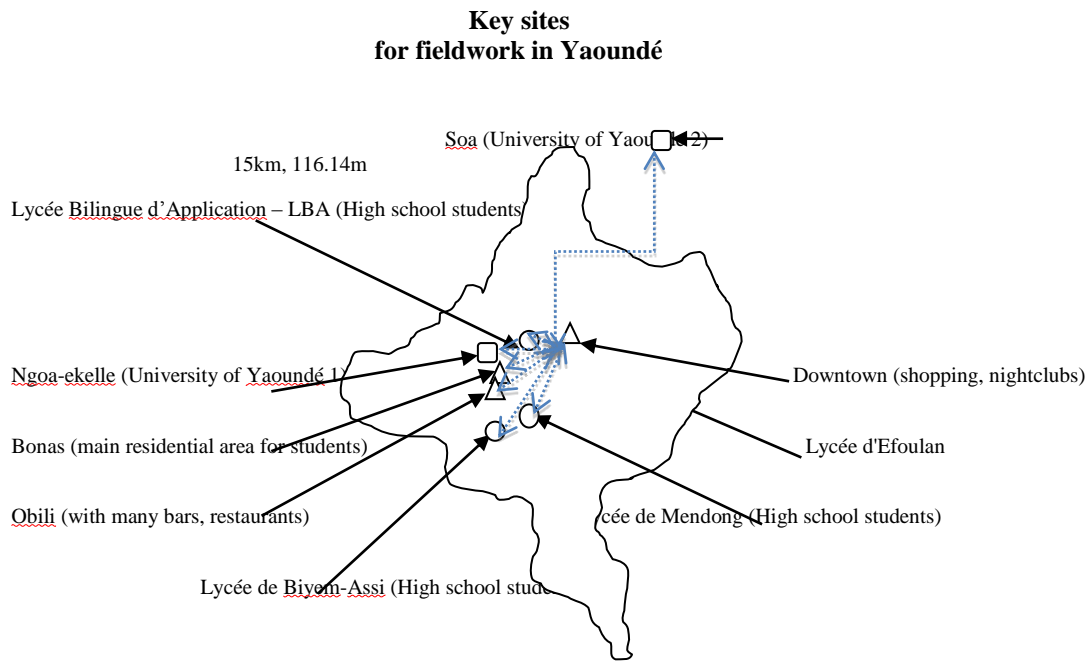 Key sites
for fieldwork in Yaoundé
Soa (University of Yaou 2)
15km, 116.14m
Lycée Bilingue d'Application – LBA (High school students
Ngoa-ekelle (University of Yaoundé 1)
Downtown (shopping, nightclubs)
Bonas (main residential area for students)
Lycée d'Efoulan
Obili (with many bars, restaurants)
cée de Mendong (High school students)
Lycée de Biyem-Assi (High school stude